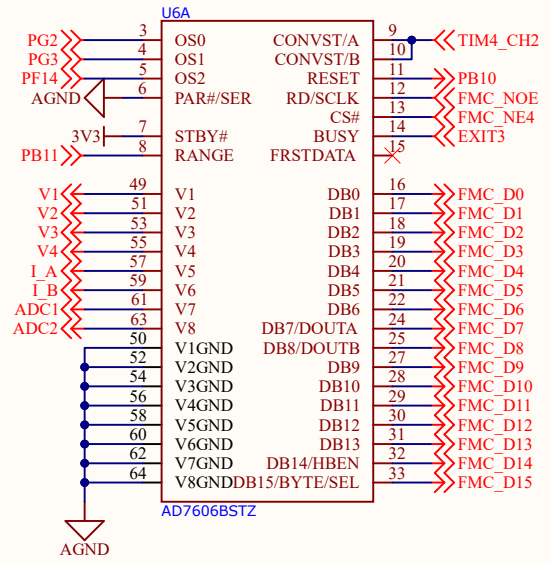 U6A
PG2 3 OS0 CONVST/A 9 TIM4_CH2
PG3 4 OS1 CONVST/B 10
PF14 5 OS2 RESET 11 PB10
AGND 6 PAR#/SER RD/SCLK 12 FMC_NOE
CS# 13 FMC_NE4
3V3 7 STBY# BUSY 14 EXIT3
PB11 8 RANGE FRSTDATA 15
V1 49 V1 DB0 16 FMC_D0
V2 51 V2 DB1 17 FMC_D1
V3 53 V3 DB2 18 FMC_D2
V4 55 V4 DB3 19 FMC_D3
I_A 57 V5 DB4 20 FMC_D4
I_B 59 V6 DB5 21 FMC_D5
ADC1 61 V7 DB6 22 FMC_D6
ADC2 63 V8 DB7/DOUTA 24 FMC_D7
50 V1GND DB8/DOUTB 25 FMC_D8
52 V2GND DB9 27 FMC_D9
54 V3GND DB10 28 FMC_D10
56 V4GND DB11 29 FMC_D11
58 V5GND DB12 30 FMC_D12
60 V6GND DB13 31 FMC_D13
62 V7GND DB14/HBEN 32 FMC_D14
64 V8GND DB15/BYTE/SEL 33 FMC_D15
AD7606BSTZ
AGND